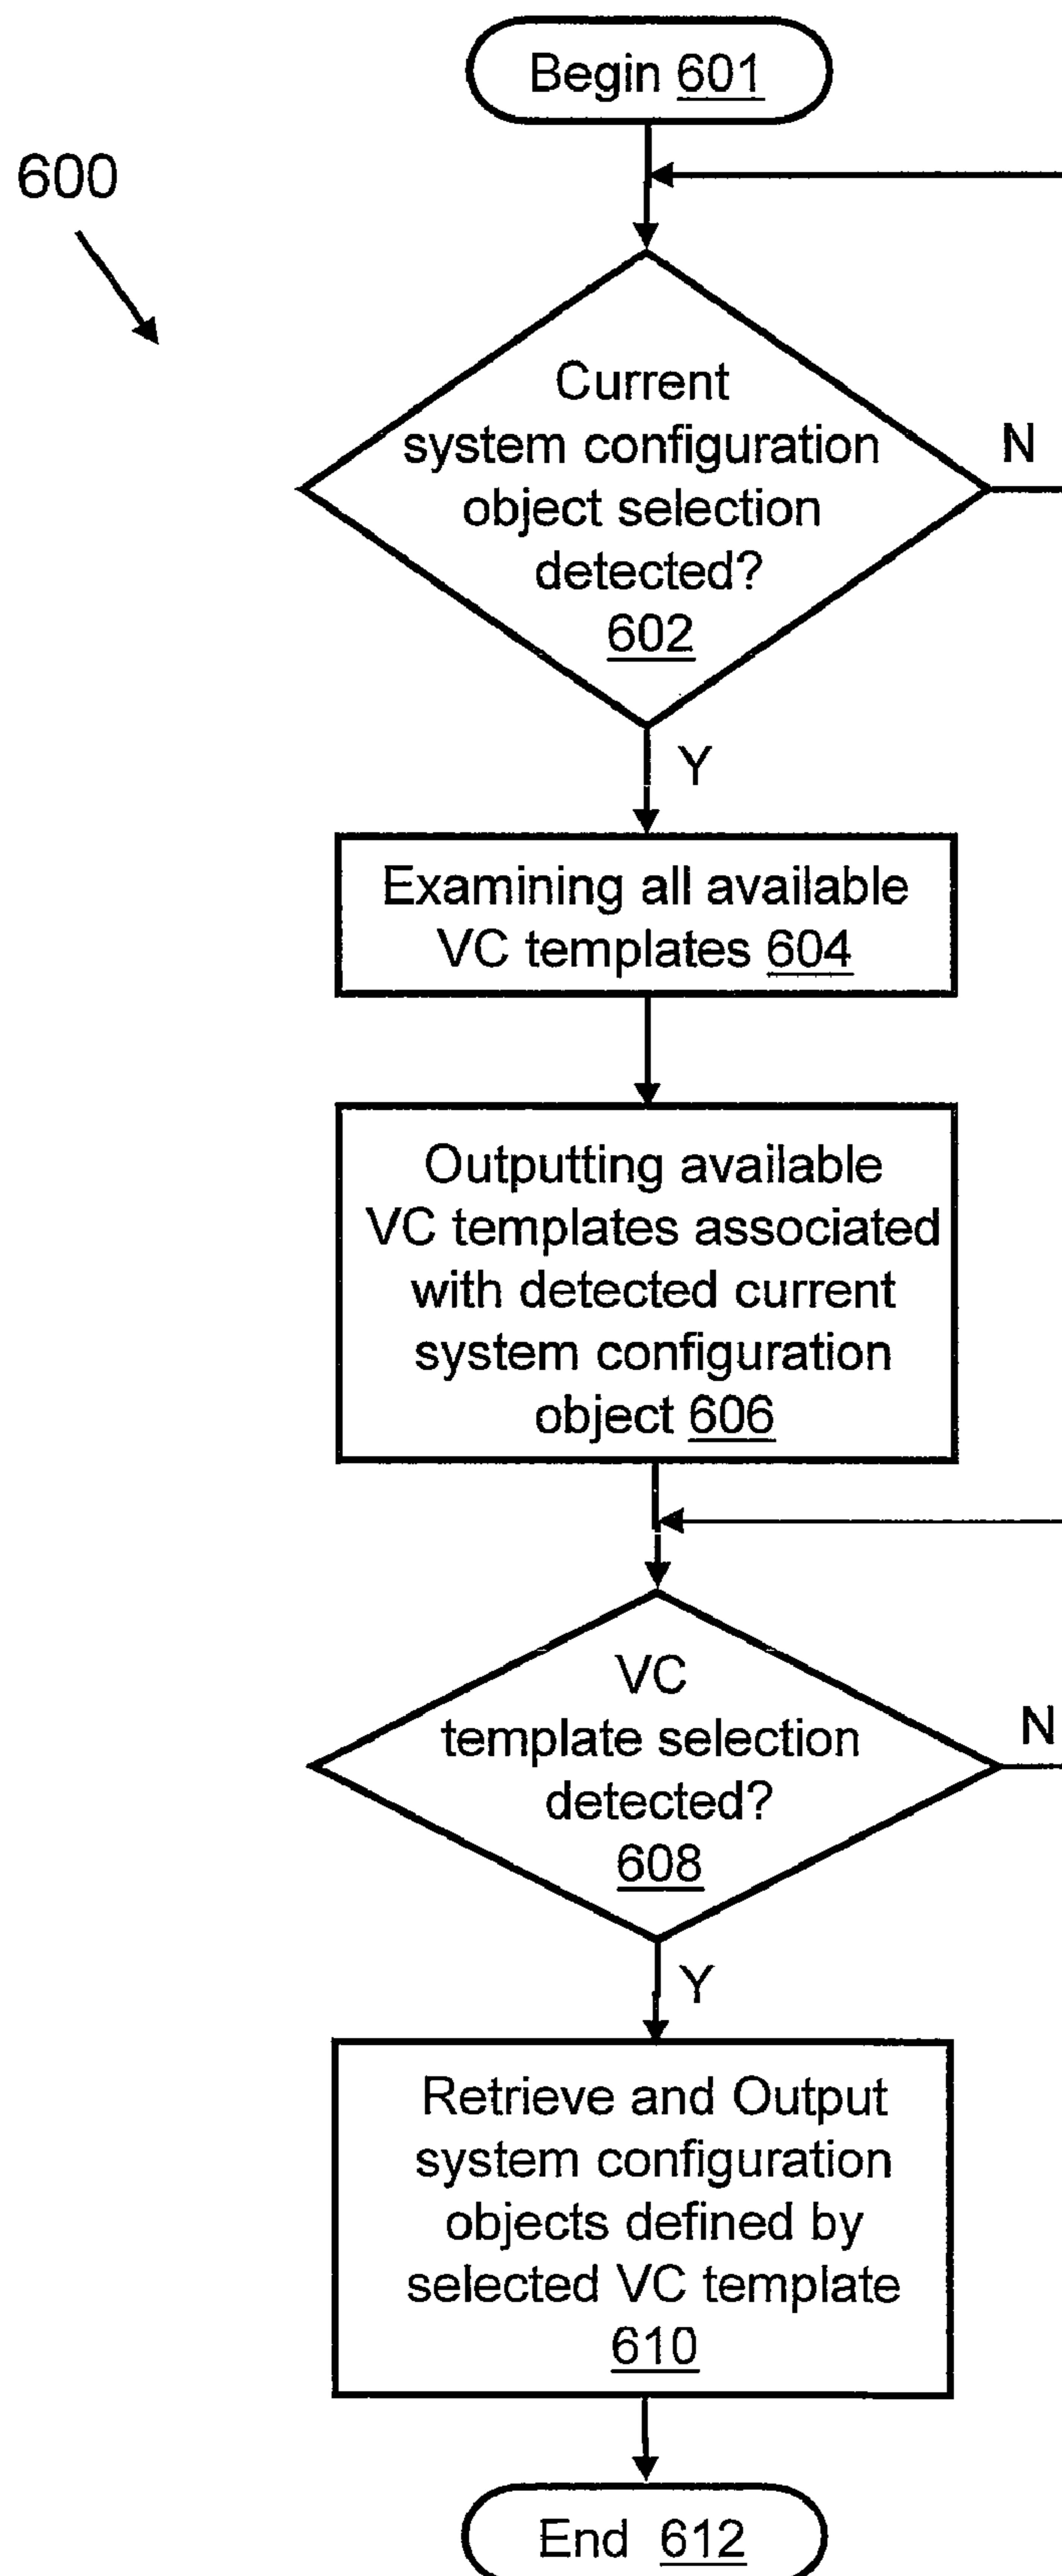 Begin 601
600
Current
system configuration
object selection
detected?
602
N
Y
Examining all available
VC templates 604
Outputting available
VC templates associated
with detected current
system configuration
object 606
VC
template selection
detected?
608
N
Y
Retrieve and Output
system configuration
objects defined by
selected VC template
610
End 612